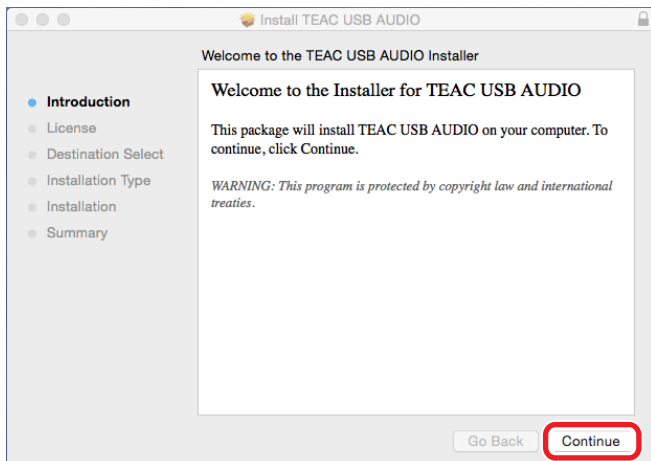 Install TEAC USB AUDIO
Welcome to the TEAC USB AUDIO Installer
Introduction
License
Destination Select
Installation Type
Installation
Summary
Welcome to the Installer for TEAC USB AUDIO
This package will install TEAC USB AUDIO on your computer. To
continue, click Continue.
WARNING: This program is protected by copyright law and international
treaties.
Go Back
Continue